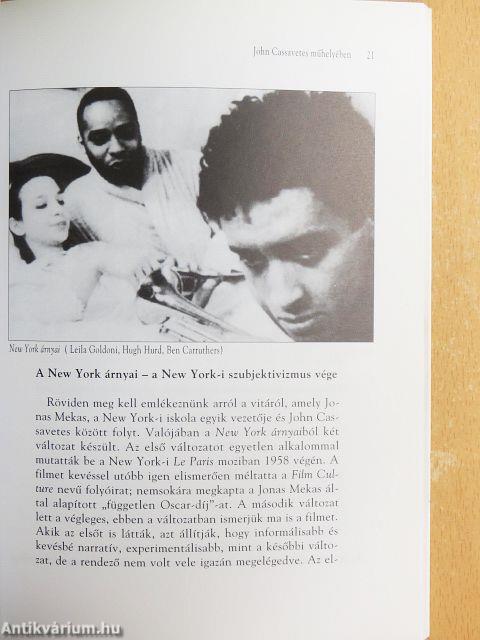 John Cassavetes műhelyében 21
New York árnyai ( Leila Goldoni, Hugh Hurd, Ben Carruthers)
A New York árnyai – a New York-i szubjektivizmus vége
Röviden meg kell emlékeznünk arról a vitáról, amely Jo-
nas Mekas, a New York-i iskola egyik vezetője és John Cas-
savetes között folyt. Valójában a New York árnyaiból két
változat készült. Az első változatot egyetlen alkalommal
mutatták be a New York-i Le Paris moziban 1958 végén. A
filmet kevéssel utóbb igen elismerően méltatta a Film Cul-
ture nevű folyóirat; nemsokára megkapta a Jonas Mekas ál-
tal alapított „független Oscar-díj”-at. A második változat
lett a végleges, ebben a változatban ismerjük ma is a filmet.
Akik az elsőt is látták, azt állítják, hogy informálisabb és
kevésbé narratív, experimentálisabb, mint a későbbi válto-
zat, de a rendező nem volt vele igazán megelégedve. Az el-
Antikvárium.hu